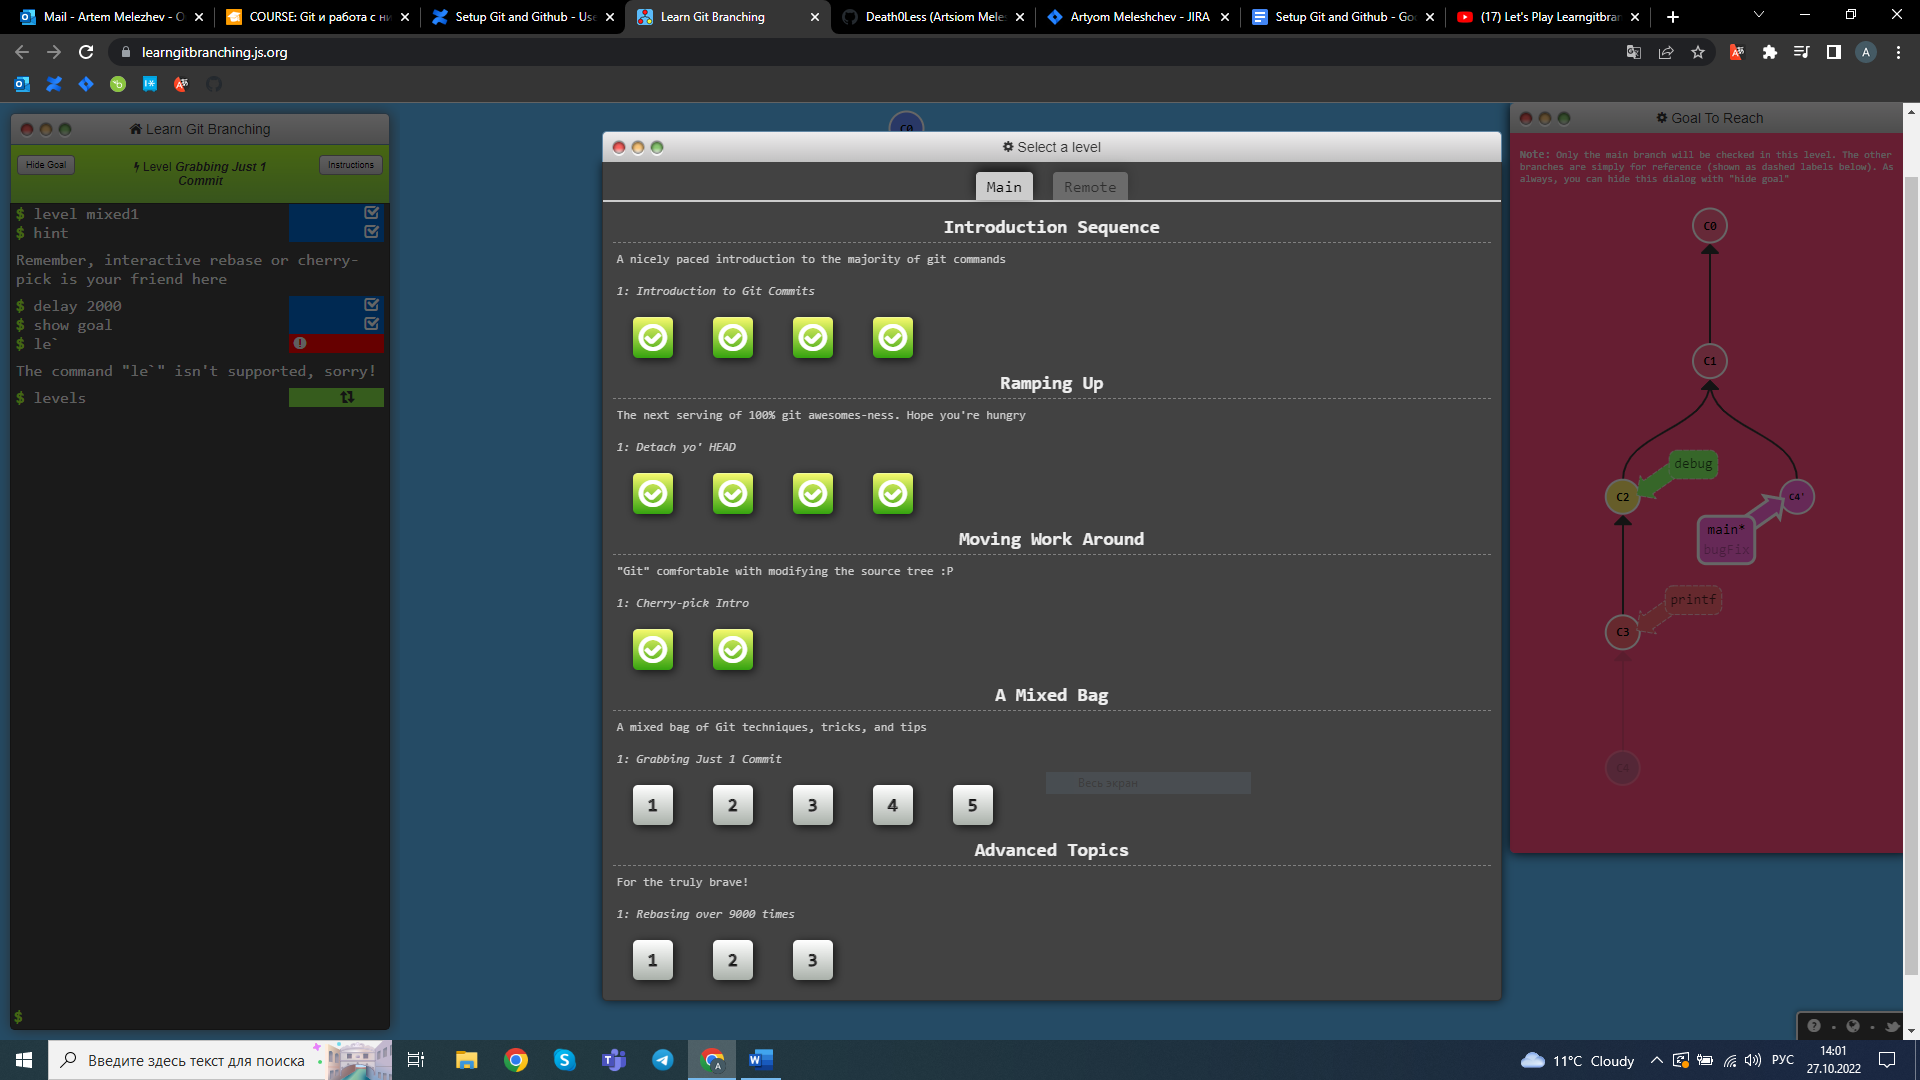 Mail - Artem Melezhev - O
COURSE: Git и работа с ни
Setup Git and Github - Use
Learn Git Branching
Death0Less (Artsiom Mele
Artyom Meleshchev - JIRA
Setup Git and Github - Goo
(17) Let's Play Learngitbra
learngitbranching.js.org
A
Learn Git Branching
Hide Goal
Level Grabbing Just 1
Commit
Instructions
$ level mixed1
$ hint
Remember, interactive rebase or cherry-
pick is your friend here
$ delay 2000
$ show goal
$ le`
The command "le`" isn't supported, sorry!
$ levels
$
C0
Select a level
Main
Remote
Introduction Sequence
A nicely paced introduction to the majority of git commands
1: Introduction to Git Commits
Ramping Up
The next serving of 100% git awesomes-ness. Hope you're hungry
1: Detach yo' HEAD
Moving Work Around
"Git" comfortable with modifying the source tree :P
1: Cherry-pick Intro
A Mixed Bag
A mixed bag of Git techniques, tricks, and tips
1: Grabbing Just 1 Commit
Весь экран
1 2 3 4 5
Advanced Topics
For the truly brave!
1: Rebasing over 9000 times
1 2 3
Goal To Reach
Note: Only the main branch will be checked in this level. The other
branches are simply for reference (shown as dashed labels below). As
always, you can hide this dialog with "hide goal"
C0
C1
debug
C2
C4'
main*
bugFix
printf
C3
C4
Введите здесь текст для поиска
11°C Cloudy
РУС
14:01
27.10.2022